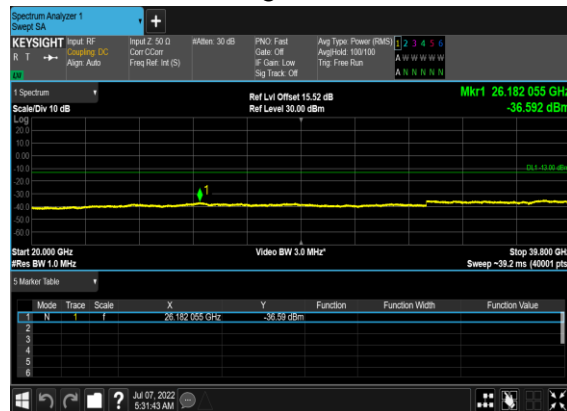 Spectrum Analyzer 1
Swept SA
+
KEYSIGHT Input: RF Input Z: 50 Ω #Atten: 30 dB PNO: Fast Avg Type: Power (RMS) 1 2 3 4 5 6
R T Coupling: DC Corr CCorr Gate: Off Avg|Hold: 100/100 A W W W W W
Align: Auto Freq Ref: Int (S) IF Gain: Low Trig: Free Run A N N N N N
Sig Track: Off
LXI
1 Spectrum Ref Lvl Offset 15.52 dB Mkr1 26.182 055 GHz
Scale/Div 10 dB Ref Level 30.00 dBm -36.592 dBm
Log
20.0
10.0
0.00
-10.0 DL1 -13.00 dBm
-20.0
-30.0 1
-40.0
-50.0
-60.0
Start 20.000 GHz Video BW 3.0 MHz* Stop 39.800 GHz
#Res BW 1.0 MHz Sweep ~39.2 ms (40001 pts)
5 Marker Table
Mode Trace Scale X Y Function Function Width Function Value
1 N 1 f 26.182 055 GHz -36.59 dBm
2
3
4
5
6
? Jul 07, 2022
5:31:43 AM